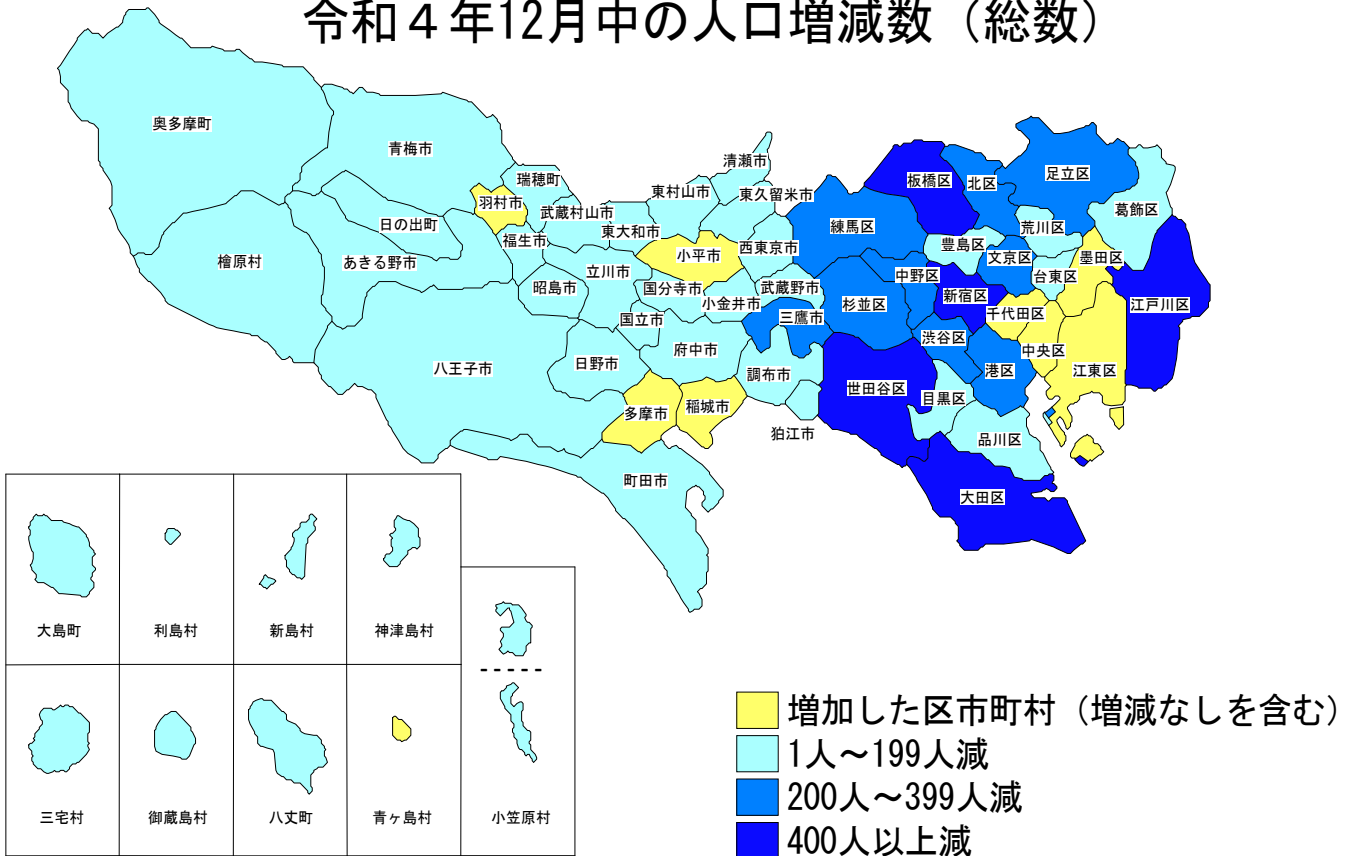 令和４年12月中の人口増減数（総数）
奥多摩町
青梅市
瑞穂町
羽村市
武蔵村山市
日の出町
福生市
檜原村
あきる野市
昭島市
立川市
東大和市
東村山市
清瀬市
東久留米市
小平市
西東京市
国分寺市
小金井市
武蔵野市
国立市
三鷹市
八王子市
日野市
府中市
調布市
多摩市
稲城市
狛江市
町田市
板橋区
北区
足立区
葛飾区
練馬区
豊島区
荒川区
文京区
台東区
墨田区
中野区
杉並区
新宿区
千代田区
江戸川区
渋谷区
中央区
江東区
港区
世田谷区
目黒区
品川区
大田区
大島町
利島村
新島村
神津島村
三宅村
御蔵島村
八丈町
青ヶ島村
小笠原村
増加した区市町村（増減なしを含む）
1人～199人減
200人～399人減
400人以上減